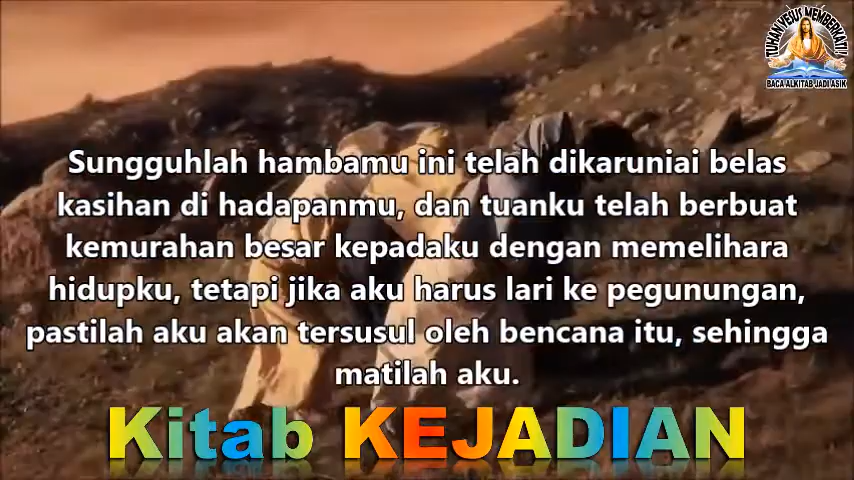 TUHAN YESUS MEMBERKATI!
BACA ALKITAB JADI ASIK
Sungguhlah hambamu ini telah dikaruniai belas
kasihan di hadapanmu, dan tuanku telah berbuat
kemurahan besar kepadaku dengan memelihara
hidupku, tetapi jika aku harus lari ke pegunungan,
pastilah aku akan tersusul oleh bencana itu, sehingga
matilah aku.
Kitab KEJADIAN